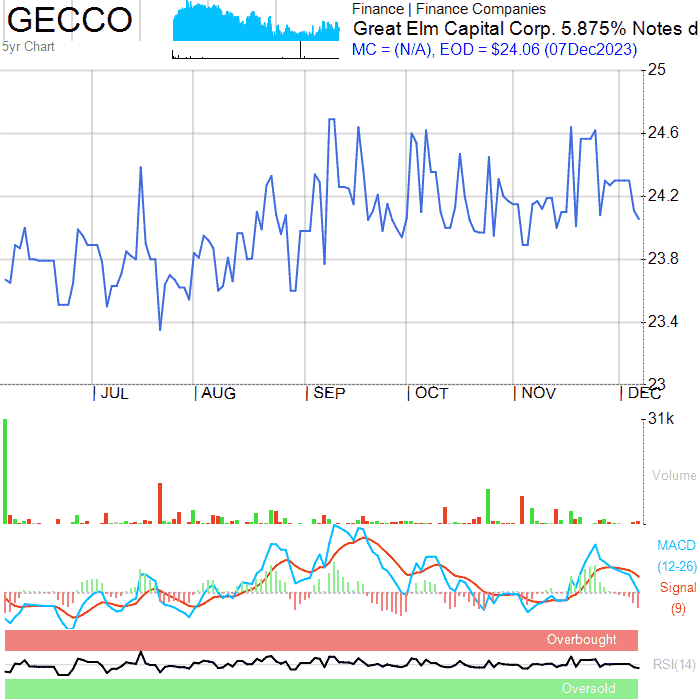 GECCO
5yr Chart
Finance | Finance Companies
Great Elm Capital Corp. 5.875% Notes d
MC = (N/A), EOD = $24.06 (07Dec2023)
25
24.6
24.2
23.8
23.4
23
JUL AUG SEP OCT NOV DEC
31k
Volume
MACD
(12-26)
Signal
(9)
Overbought
RSI(14)
Oversold